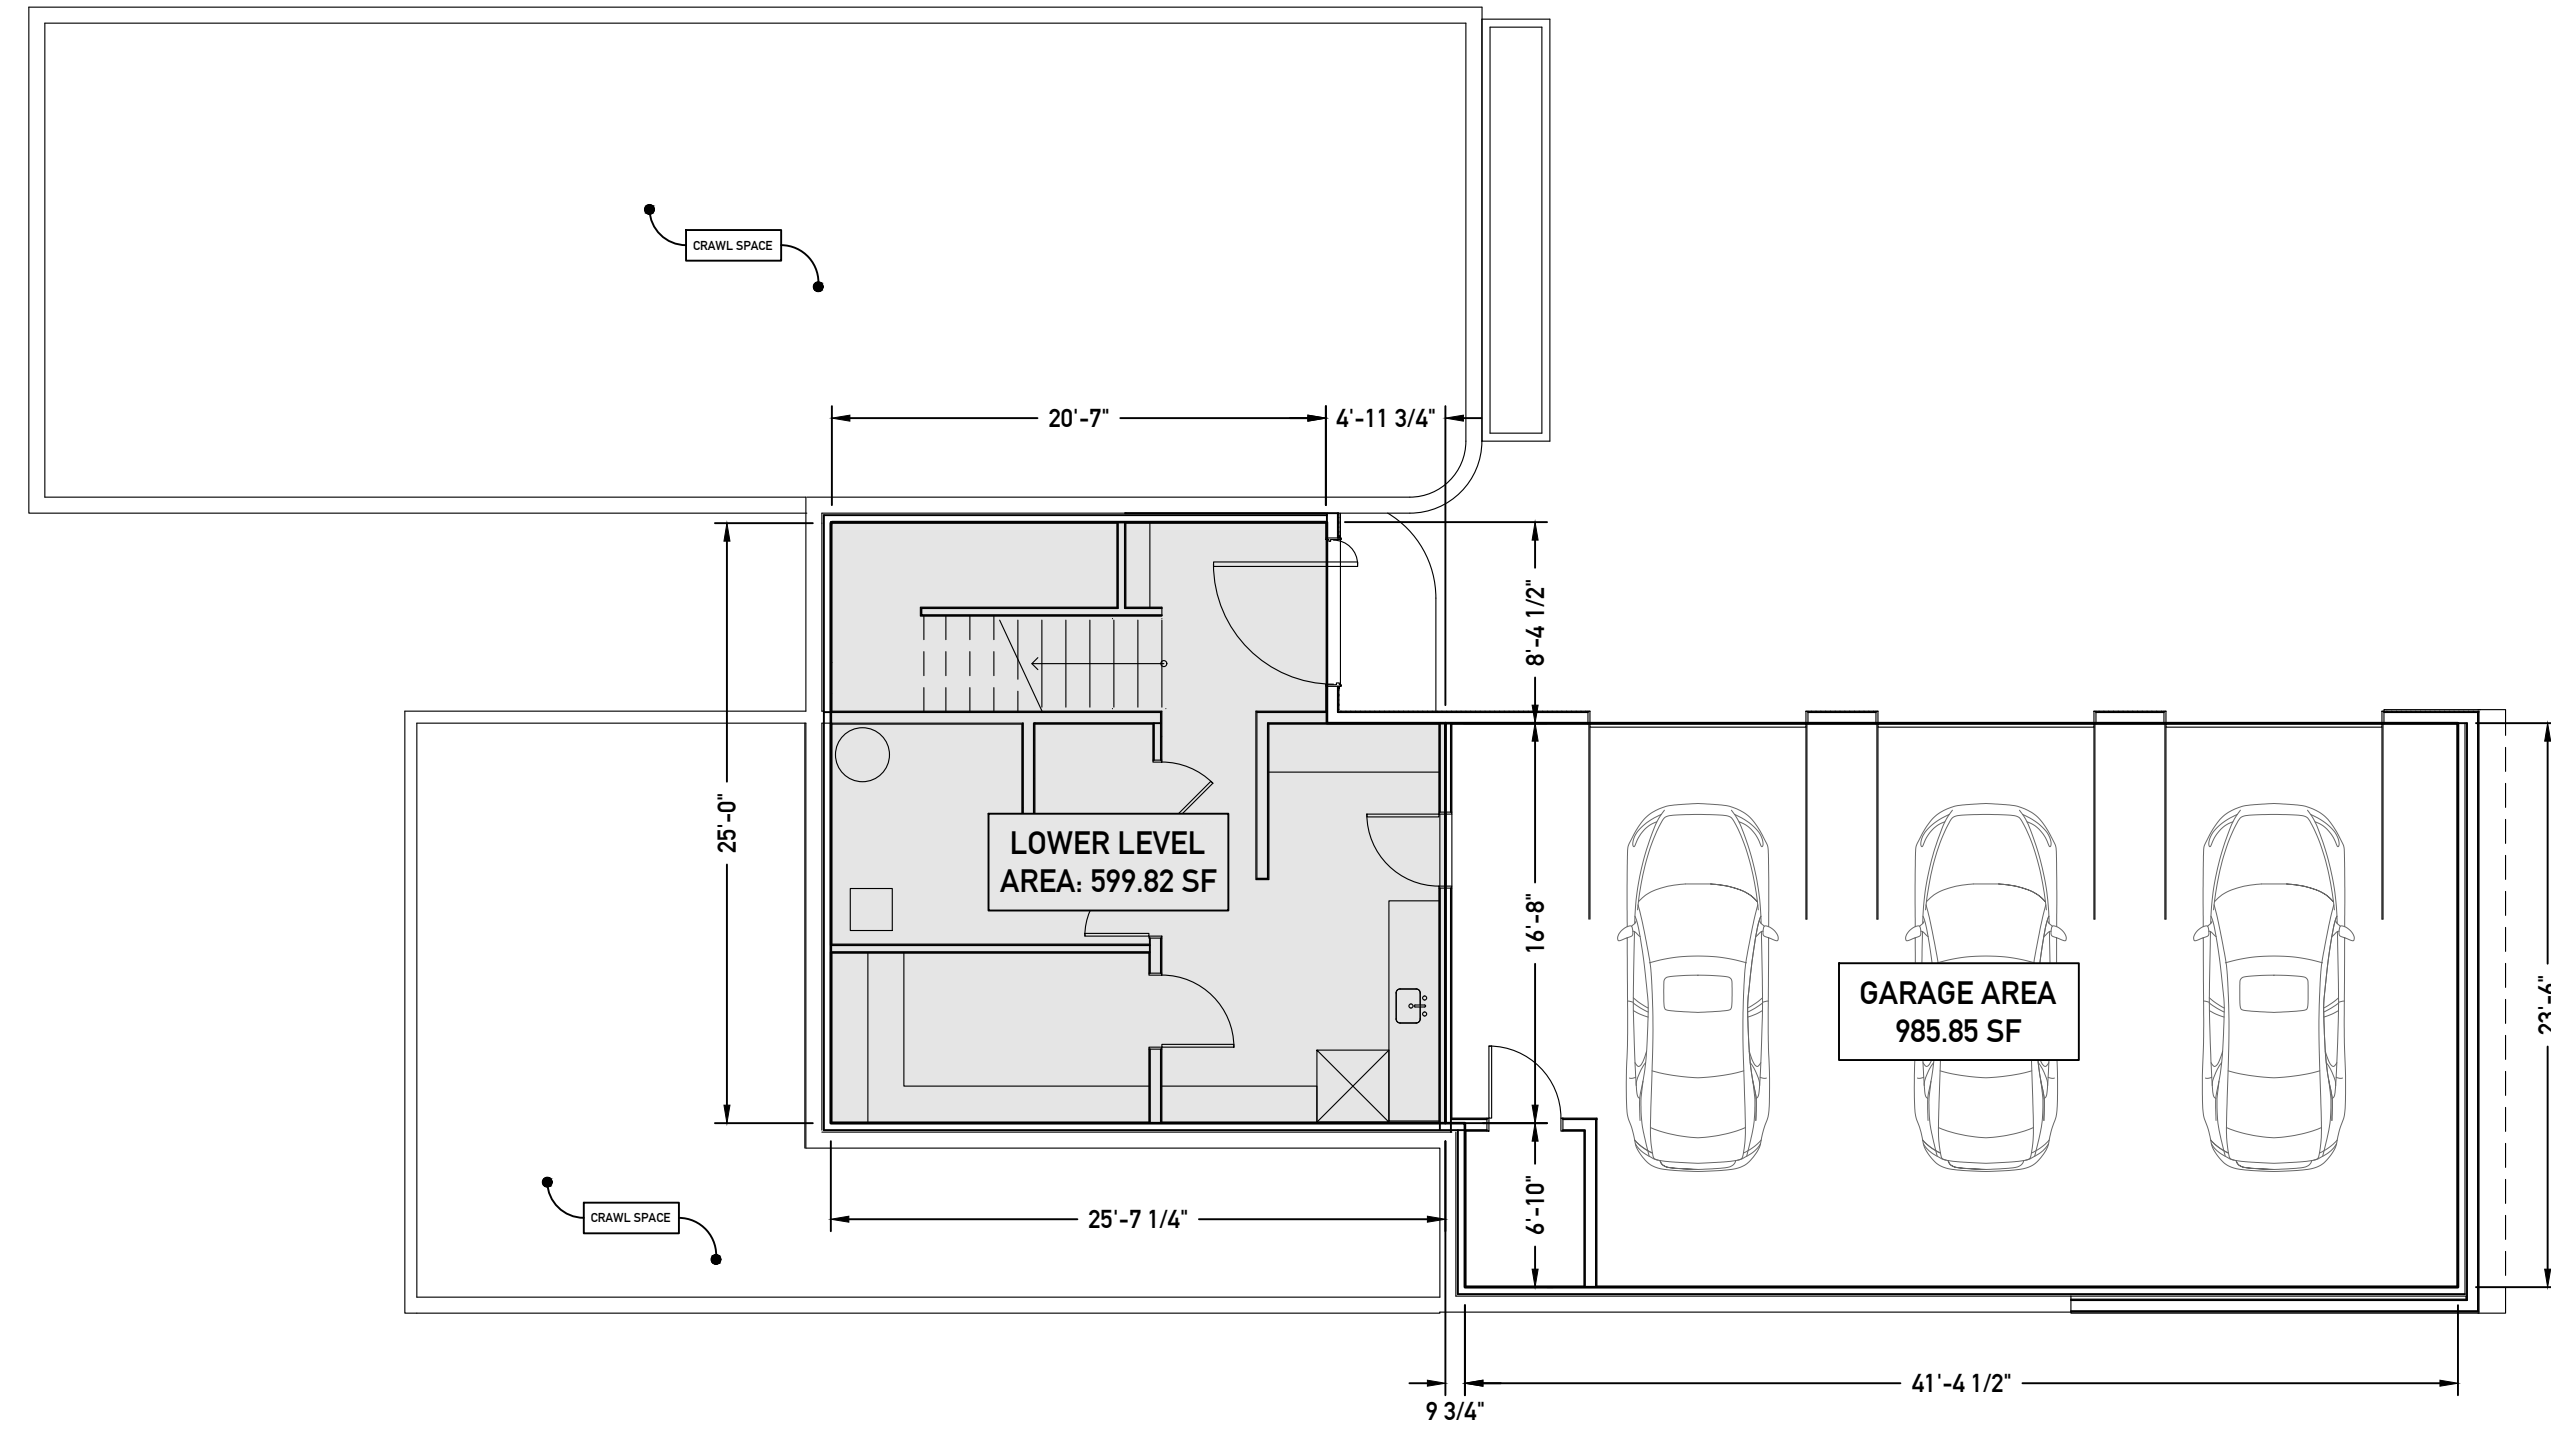 CRAWL SPACE
20'-7"
4'-11 3/4"
8'-4 1/2"
25'-0"
LOWER LEVEL
AREA: 599.82 SF
16'-8"
GARAGE AREA
985.85 SF
23'-6"
CRAWL SPACE
25'-7 1/4"
6'-10"
41'-4 1/2"
9 3/4"